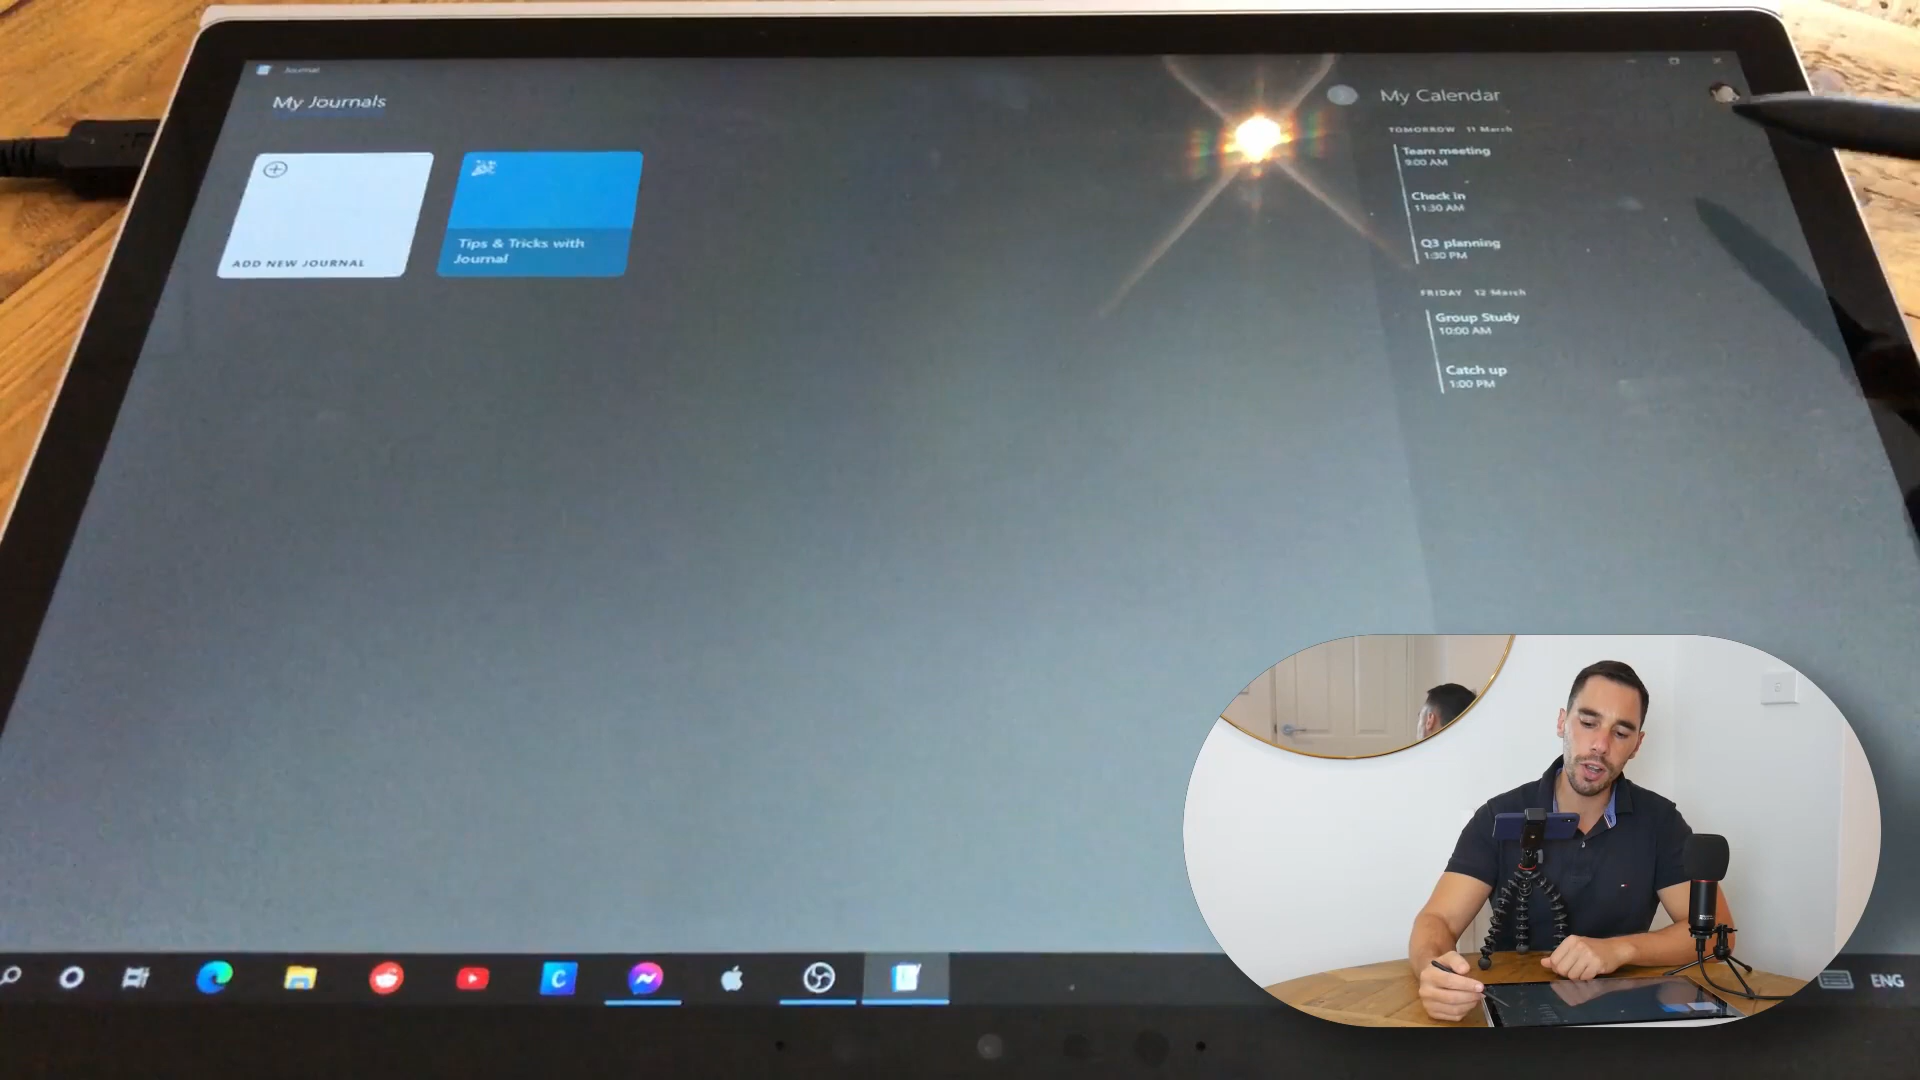 Journal
My Journals
ADD NEW JOURNAL
Tips & Tricks with
Journal
My Calendar
TOMORROW 11 March
Team meeting
9:00 AM
Check in
11:30 AM
Q3 planning
1:30 PM
FRIDAY 12 March
Group Study
10:00 AM
Catch up
1:00 PM
C
ENG